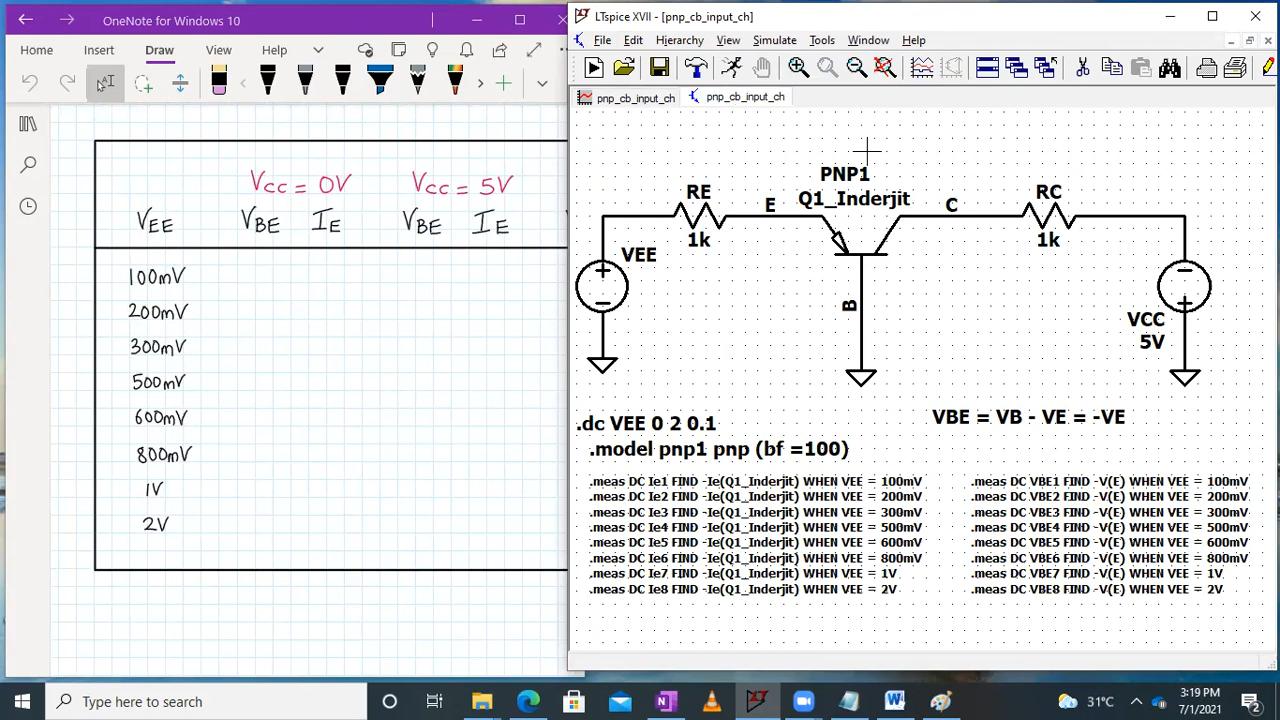 OneNote for Windows 10
Home Insert Draw View Help
Vcc = 0V Vcc = 5V
VEE VBE IE VBE IE
100mV
200mV
300mV
500mV
600mV
800mV
1V
2V
LTspice XVII - [pnp_cb_input_ch]
File Edit Hierarchy View Simulate Tools Window Help
pnp_cb_input_ch pnp_cb_input_ch
PNP1
RE Q1_Inderjit RC
E C
1k 1k
VEE
B
VCC
5V
.dc VEE 0 2 0.1
VBE = VB - VE = -VE
.model pnp1 pnp (bf =100)
.meas DC Ie1 FIND -Ie(Q1_Inderjit) WHEN VEE = 100mV
.meas DC Ie2 FIND -Ie(Q1_Inderjit) WHEN VEE = 200mV
.meas DC Ie3 FIND -Ie(Q1_Inderjit) WHEN VEE = 300mV
.meas DC Ie4 FIND -Ie(Q1_Inderjit) WHEN VEE = 500mV
.meas DC Ie5 FIND -Ie(Q1_Inderjit) WHEN VEE = 600mV
.meas DC Ie6 FIND -Ie(Q1_Inderjit) WHEN VEE = 800mV
.meas DC Ie7 FIND -Ie(Q1_Inderjit) WHEN VEE = 1V
.meas DC Ie8 FIND -Ie(Q1_Inderjit) WHEN VEE = 2V
.meas DC VBE1 FIND -V(E) WHEN VEE = 100mV
.meas DC VBE2 FIND -V(E) WHEN VEE = 200mV
.meas DC VBE3 FIND -V(E) WHEN VEE = 300mV
.meas DC VBE4 FIND -V(E) WHEN VEE = 500mV
.meas DC VBE5 FIND -V(E) WHEN VEE = 600mV
.meas DC VBE6 FIND -V(E) WHEN VEE = 800mV
.meas DC VBE7 FIND -V(E) WHEN VEE = 1V
.meas DC VBE8 FIND -V(E) WHEN VEE = 2V
Type here to search
31°C
3:19 PM
7/1/2021
2